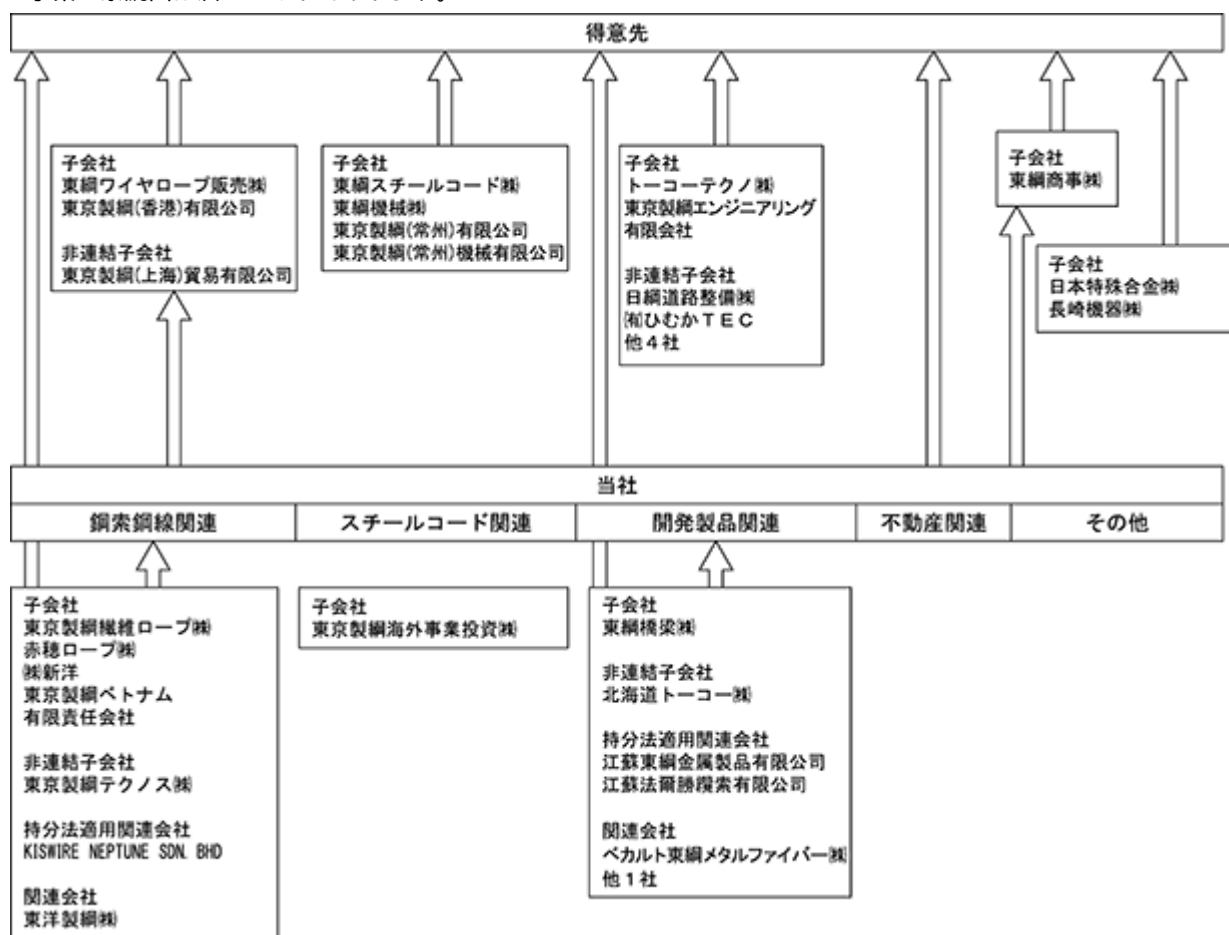 得意先
子会社
東綱ワイヤロープ販売㈱
東京製綱(香港)有限公司
非連結子会社
東京製綱(上海)貿易有限公司
子会社
東綱スチールコード㈱
東綱機械㈱
東京製綱(常州)有限公司
東京製綱(常州)機械有限公司
子会社
トーコーテクノ㈱
東京製綱エンジニアリング
有限会社
非連結子会社
日綱道路整備㈱
㈲ひむかTEC
他4社
子会社
東綱商事㈱
子会社
日本特殊合金㈱
長崎機器㈱
当社
鋼索鋼線関連
スチールコード関連
開発製品関連
不動産関連
その他
子会社
東京製綱繊維ロープ㈱
赤穂ロープ㈱
㈱新洋
東京製綱ベトナム
有限責任会社
非連結子会社
東京製綱テクノス㈱
持分法適用関連会社
KISWIRE NEPTUNE SDN. BHD
関連会社
東洋製綱㈱
子会社
東京製綱海外事業投資㈱
子会社
東綱橋梁㈱
非連結子会社
北海道トーコー㈱
持分法適用関連会社
江蘇東綱金属製品有限公司
江蘇法爾勝纜索有限公司
関連会社
ベカルト東綱メタルファイバー㈱
他1社